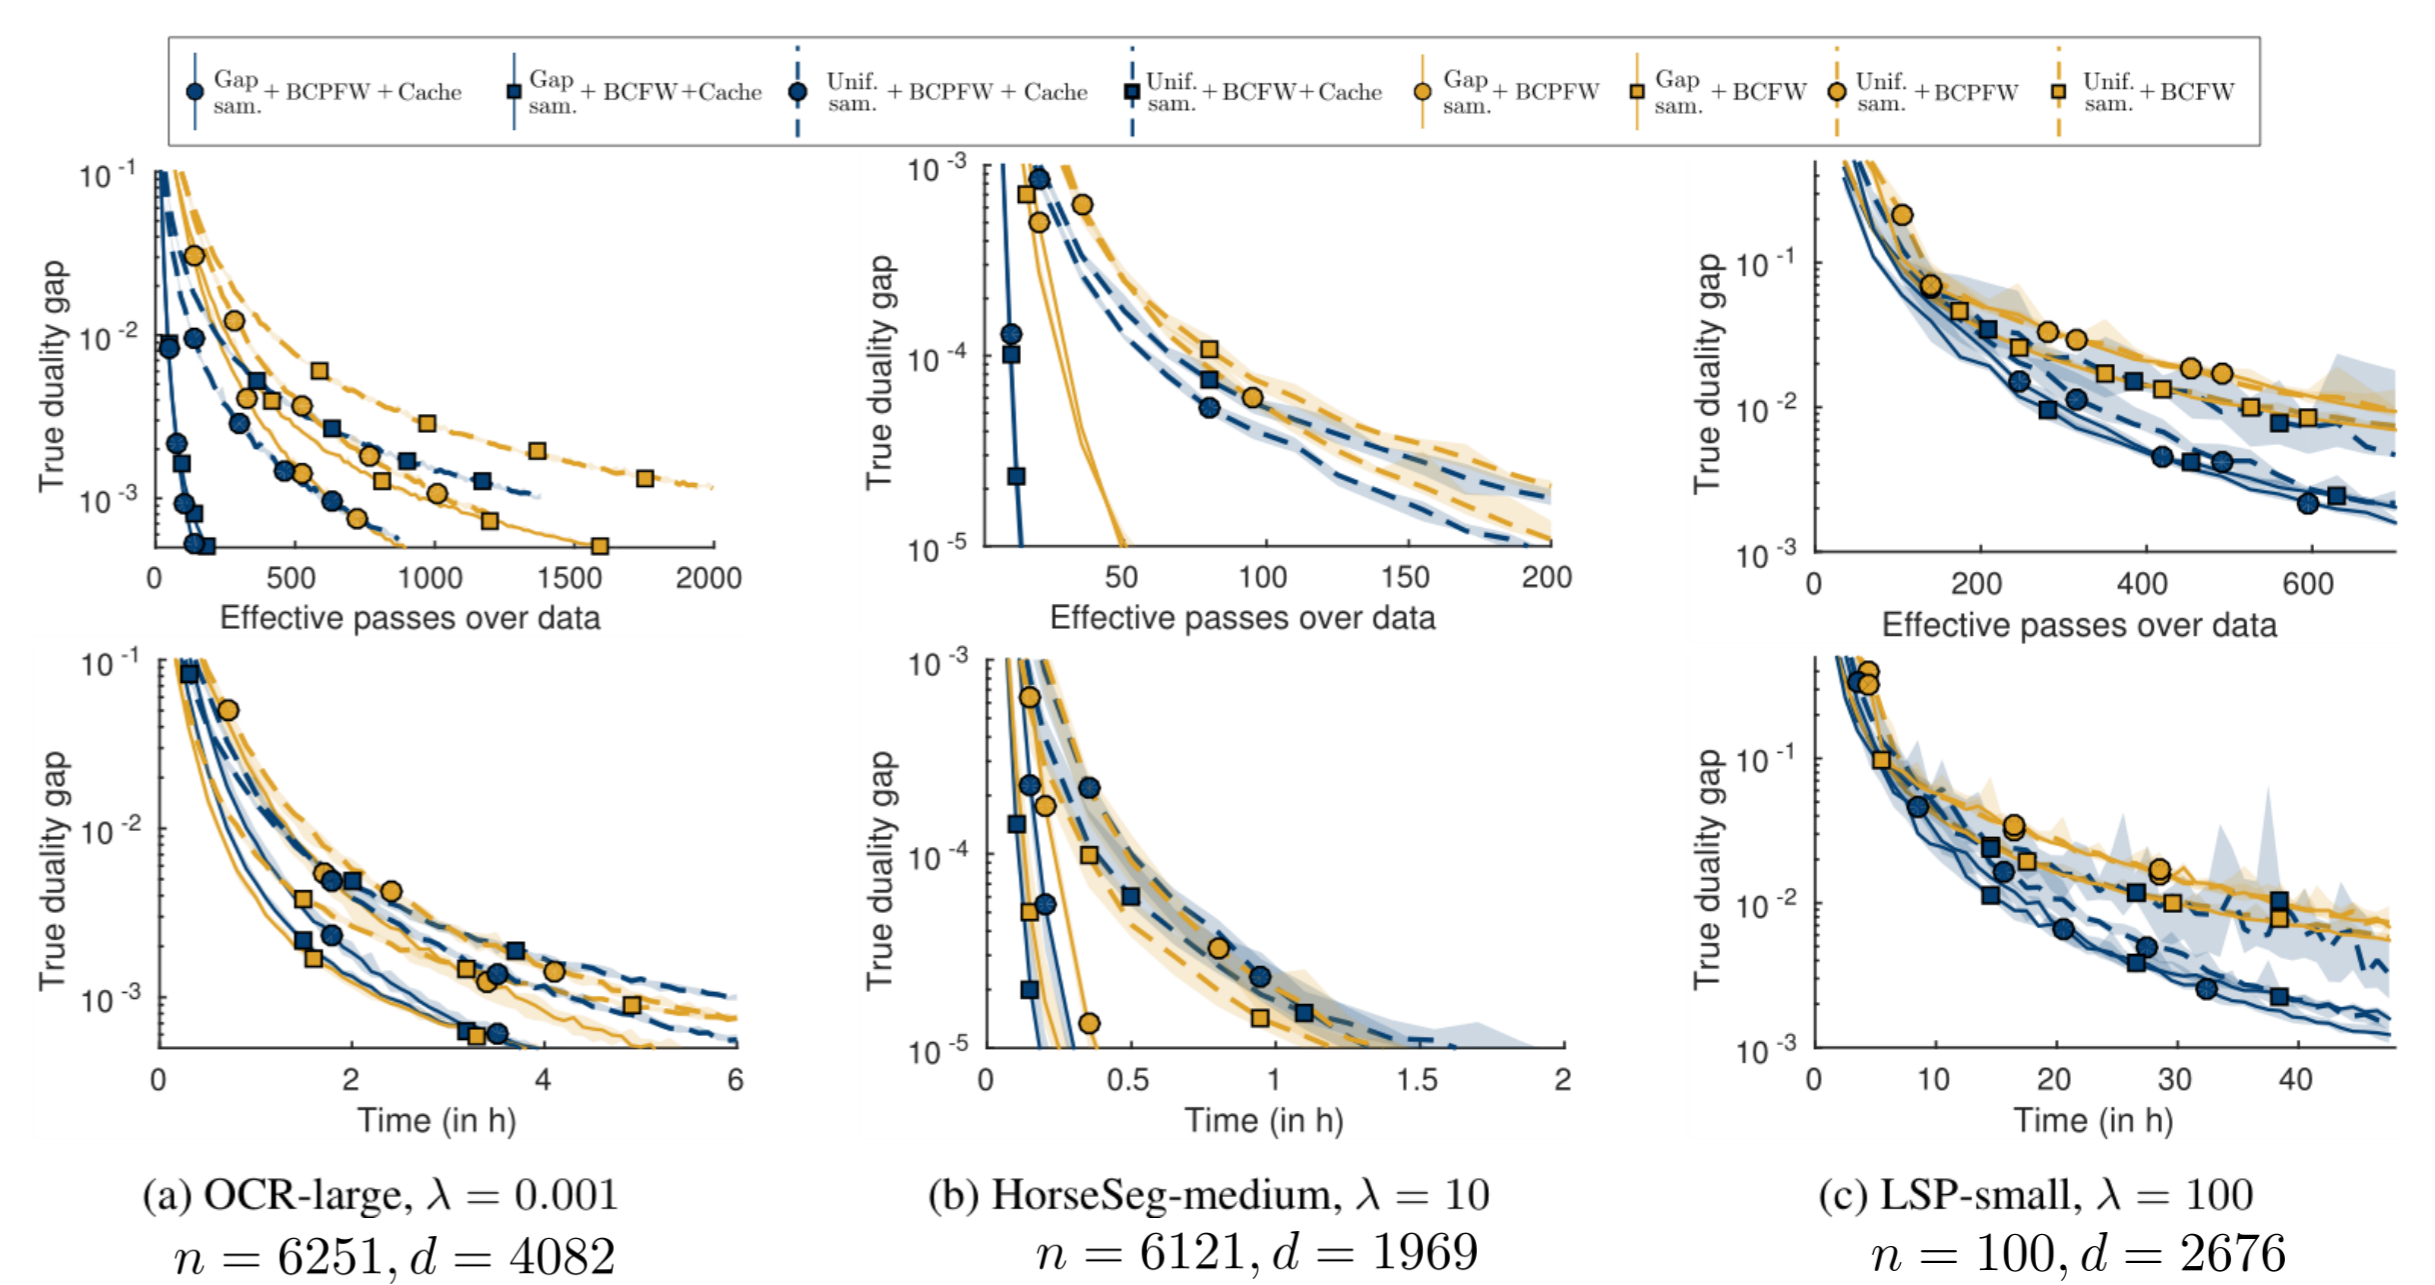 Gap sam. + BCPFW + Cache
Gap sam. + BCFW+Cache
Unif. sam. + BCPFW + Cache
Unif. sam. + BCFW+Cache
Gap sam. + BCPFW
Gap sam. + BCFW
Unif. sam. + BCPFW
Unif. sam. + BCFW
True duality gap
10^-1
10^-2
10^-3
0 500 1000 1500 2000
Effective passes over data
True duality gap
10^-3
10^-4
10^-5
50 100 150 200
Effective passes over data
True duality gap
10^-1
10^-2
10^-3
0 200 400 600
Effective passes over data
True duality gap
10^-1
10^-2
10^-3
0 2 4 6
Time (in h)
True duality gap
10^-3
10^-4
10^-5
0 0.5 1 1.5 2
Time (in h)
True duality gap
10^-1
10^-2
10^-3
0 10 20 30 40
Time (in h)
(a) OCR-large, λ = 0.001
n = 6251, d = 4082
(b) HorseSeg-medium, λ = 10
n = 6121, d = 1969
(c) LSP-small, λ = 100
n = 100, d = 2676